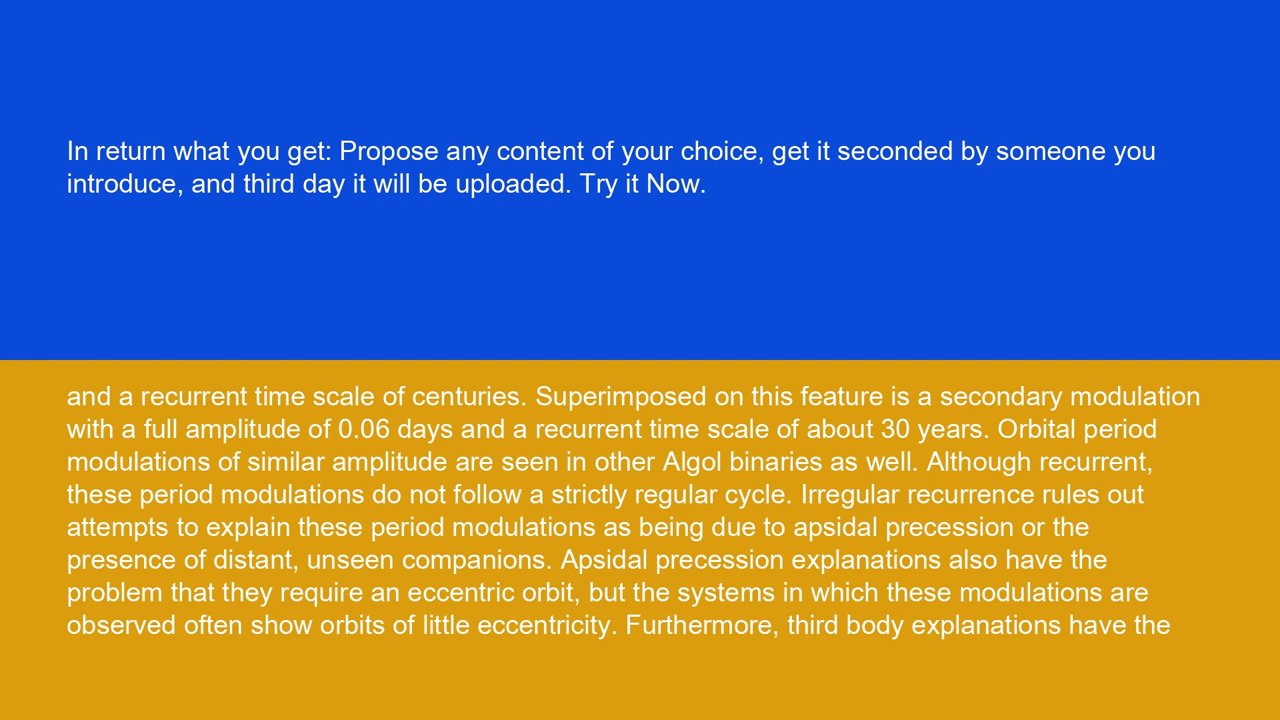 In return what you get: Propose any content of your choice, get it seconded by someone you
introduce, and third day it will be uploaded. Try it Now.
and a recurrent time scale of centuries. Superimposed on this feature is a secondary modulation
with a full amplitude of 0.06 days and a recurrent time scale of about 30 years. Orbital period
modulations of similar amplitude are seen in other Algol binaries as well. Although recurrent,
these period modulations do not follow a strictly regular cycle. Irregular recurrence rules out
attempts to explain these period modulations as being due to apsidal precession or the
presence of distant, unseen companions. Apsidal precession explanations also have the
problem that they require an eccentric orbit, but the systems in which these modulations are
observed often show orbits of little eccentricity. Furthermore, third body explanations have the